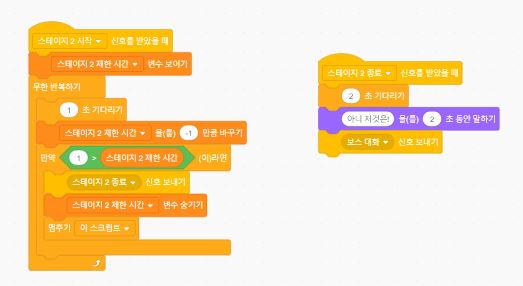 스테이지 2 시작 신호를 받았을 때
스테이지 2 제한 시간 변수 보이기
무한 반복하기
1 초 기다리기
스테이지 2 제한 시간 을(를) -1 만큼 바꾸기
만약 1 > 스테이지 2 제한 시간 (이)라면
스테이지 2 종료 신호 보내기
스테이지 2 제한 시간 변수 숨기기
멈추기 이 스크립트
스테이지 2 종료 신호를 받았을 때
2 초 기다리기
아니 저것은! 을(를) 2 초 동안 말하기
보스 대화 신호 보내기